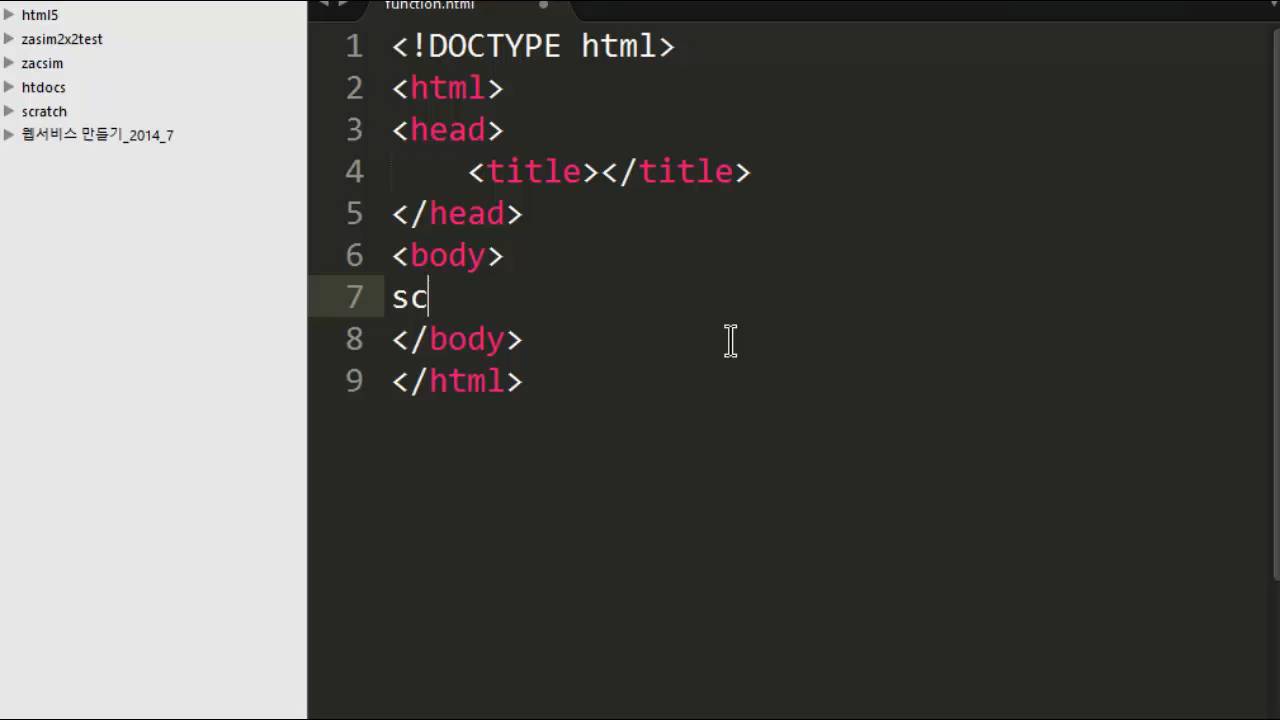 html5
zasim2x2test
zacsim
htdocs
scratch
웹서비스 만들기_2014_7
function.html
1 <!DOCTYPE html>
2 <html>
3 <head>
4     <title></title>
5 </head>
6 <body>
7 sc
8 </body>
9 </html>